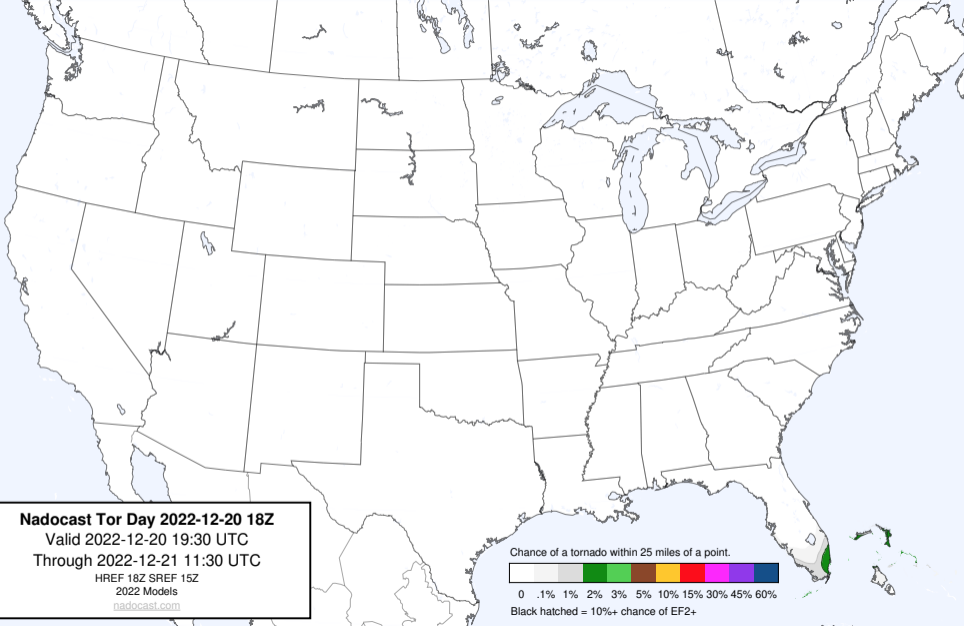 Nadocast Tor Day 2022-12-20 18Z
Valid 2022-12-20 19:30 UTC
Through 2022-12-21 11:30 UTC
HREF 18Z SREF 15Z
2022 Models
nadocast.com
Chance of a tornado within 25 miles of a point.
0 .1% 1% 2% 3% 5% 10% 15% 30% 45% 60%
Black hatched = 10%+ chance of EF2+